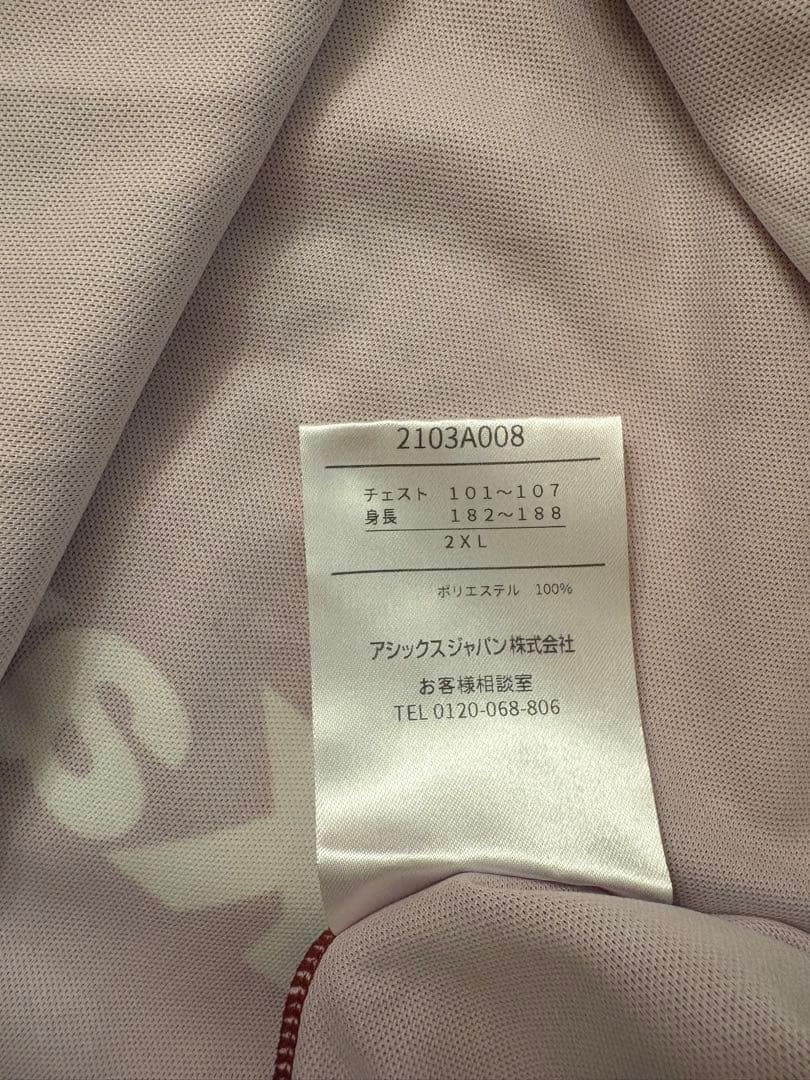 2103A008
チェスト 101～107
身長 182～188
2XL
ポリエステル 100%
アシックスジャパン株式会社
お客様相談室
TEL 0120-068-806